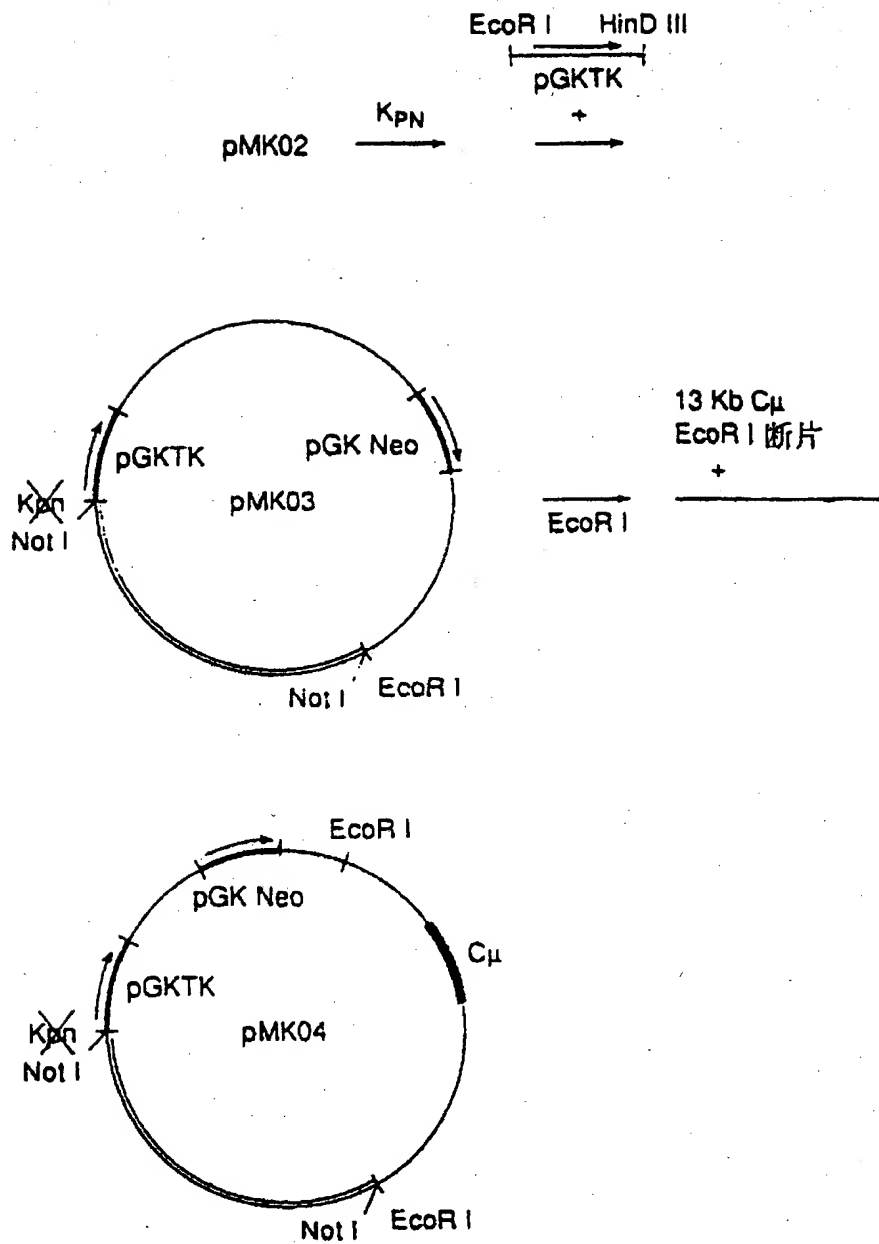 EcoR I HinD III
pGKTK
+
pMK02
KPN
pGKTK
pGK Neo
Kpn
Not I
pMK03
Not I
EcoR I
EcoR I
13 Kb Cμ
EcoR I 断片
+
EcoR I
pGK Neo
Cμ
pGKTK
Kpn
Not I
pMK04
Not I
EcoR I